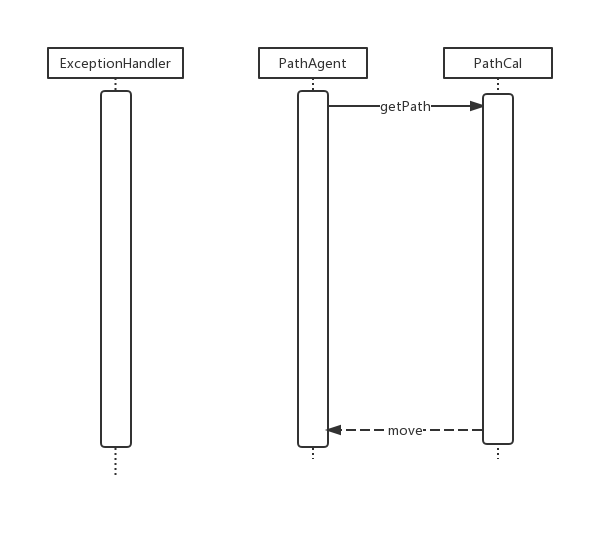 ExceptionHandler
PathAgent
PathCal
getPath
move